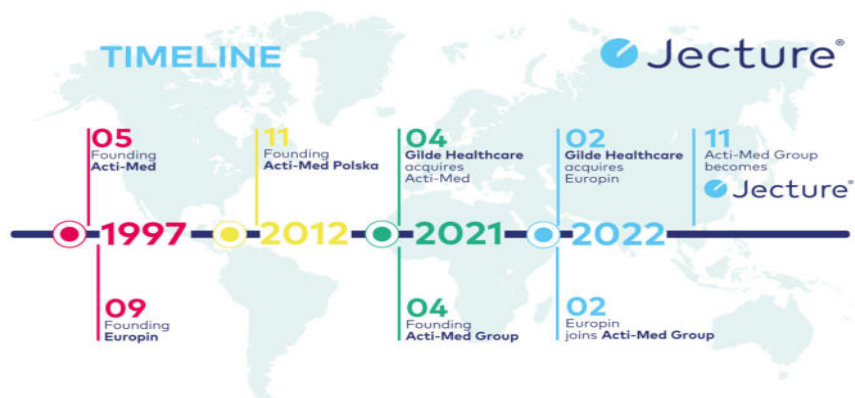 TIMELINE
Jecture®
05
Founding
Acti-Med
11
Founding
Acti-Med Polska
04
Gilde Healthcare
acquires
Acti-Med
02
Gilde Healthcare
acquires
Europin
11
Acti-Med Group
becomes
Jecture®
1997
2012
2021
2022
09
Founding
Europin
04
Founding
Acti-Med Group
02
Europin
joins Acti-Med Group